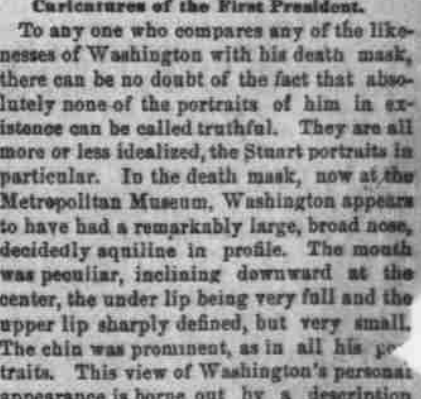 Caricatures of the First President.
To any one who compares any of the like-
nesses of Washington with his death mask,
there can be no doubt of the fact that abso-
lutely none of the portraits of him in ex-
istence can be called truthful. They are all
more or less idealized, the Stuart portraits in
particular. In the death mask, now at the
Metropolitan Museum, Washington appears
to have had a remarkably large, broad nose,
decidedly aquiline in profile. The mouth
was peculiar, inclining downward at the
center, the under lip being very full and the
upper lip sharply defined, but very small.
The chin was prominent, as in all his
traits. This view of Washington's personal
appearance is borne out by a description